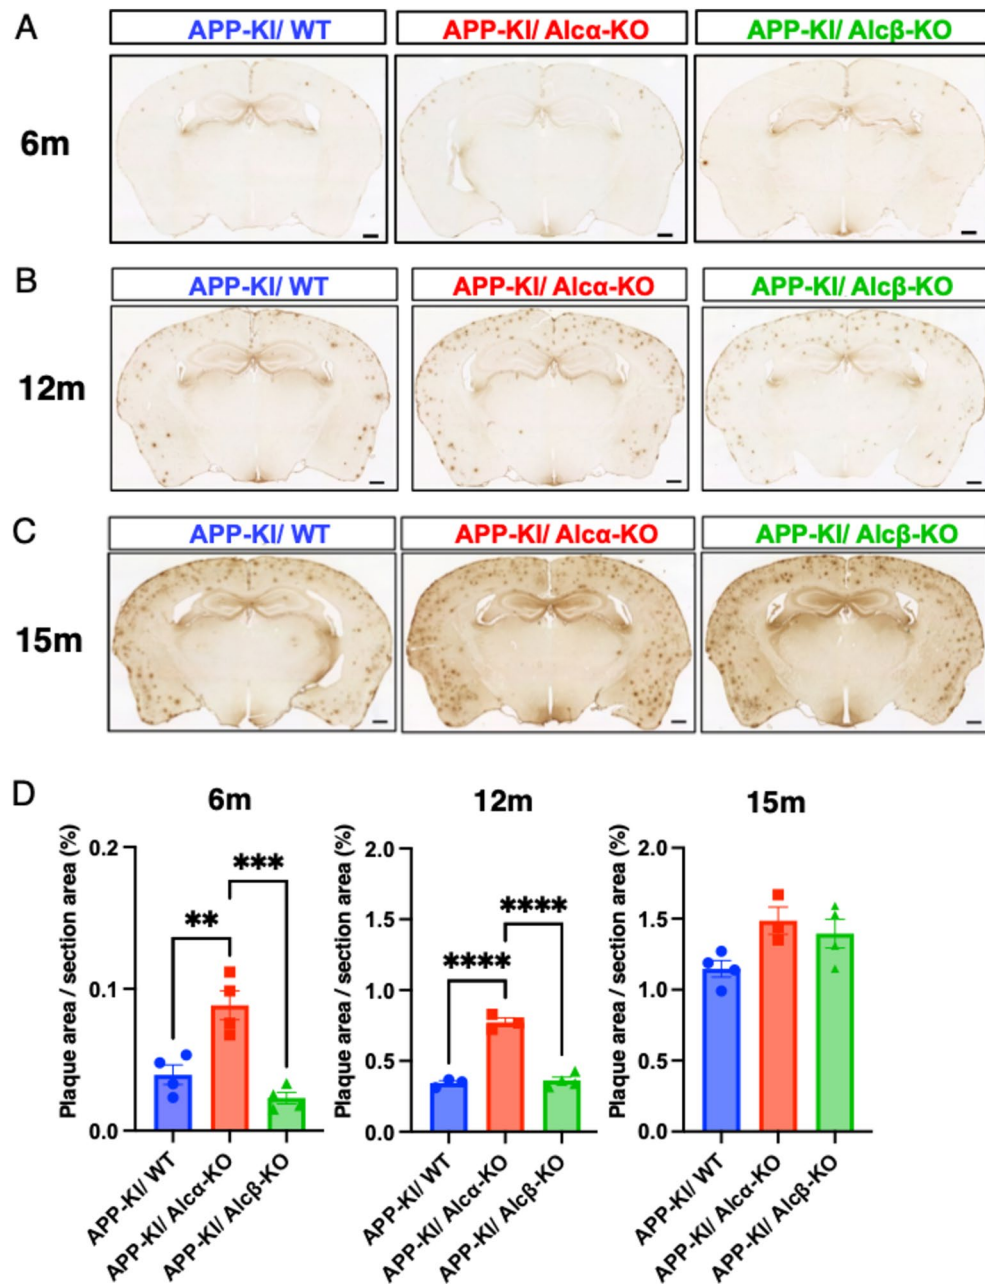 A
APP-KI/ WT
APP-KI/ Alcα-KO
APP-KI/ Alcβ-KO
6m
B
APP-KI/ WT
APP-KI/ Alcα-KO
APP-KI/ Alcβ-KO
12m
C
APP-KI/ WT
APP-KI/ Alcα-KO
APP-KI/ Alcβ-KO
15m
D
6m
Plaque area / section area (%)
0.2
0.1
0.0
**
***
APP-KI/ WT
APP-KI/ Alcα-KO
APP-KI/ Alcβ-KO
12m
Plaque area / section area (%)
2.0
1.5
1.0
0.5
0.0
****
****
APP-KI/ WT
APP-KI/ Alcα-KO
APP-KI/ Alcβ-KO
15m
Plaque area / section area (%)
2.0
1.5
1.0
0.5
0.0
APP-KI/ WT
APP-KI/ Alcα-KO
APP-KI/ Alcβ-KO